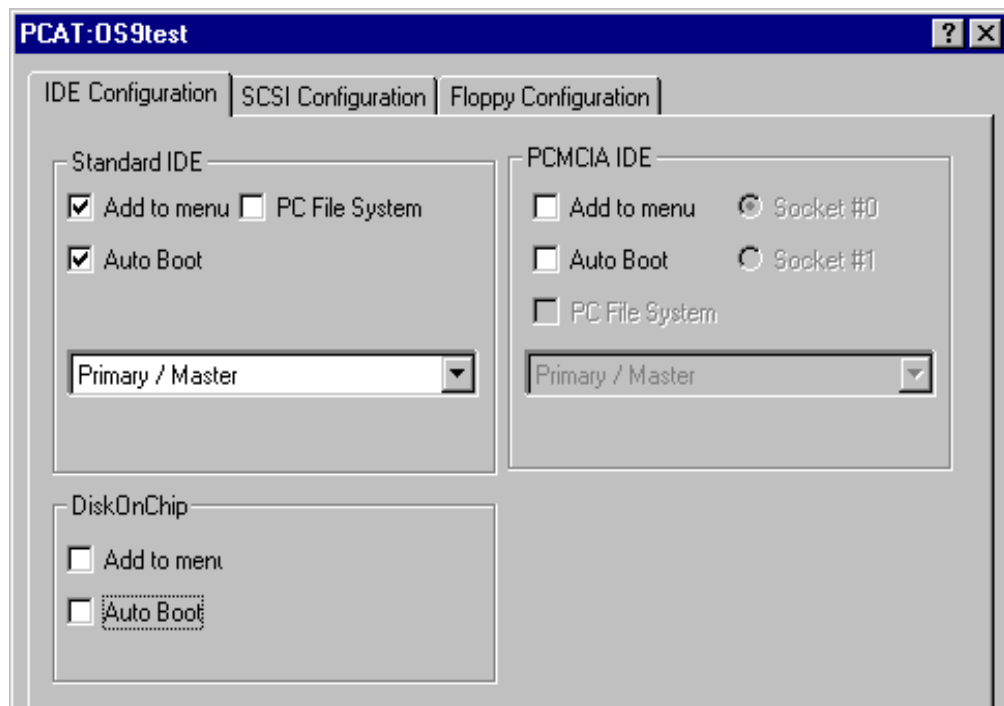 PCAT:OS9test
IDE Configuration
SCSI Configuration
Floppy Configuration
Standard IDE
Add to menu
PC File System
Auto Boot
Primary / Master
PCMCIA IDE
Add to menu
Socket #0
Auto Boot
Socket #1
PC File System
Primary / Master
DiskOnChip
Add to menu
Auto Boot